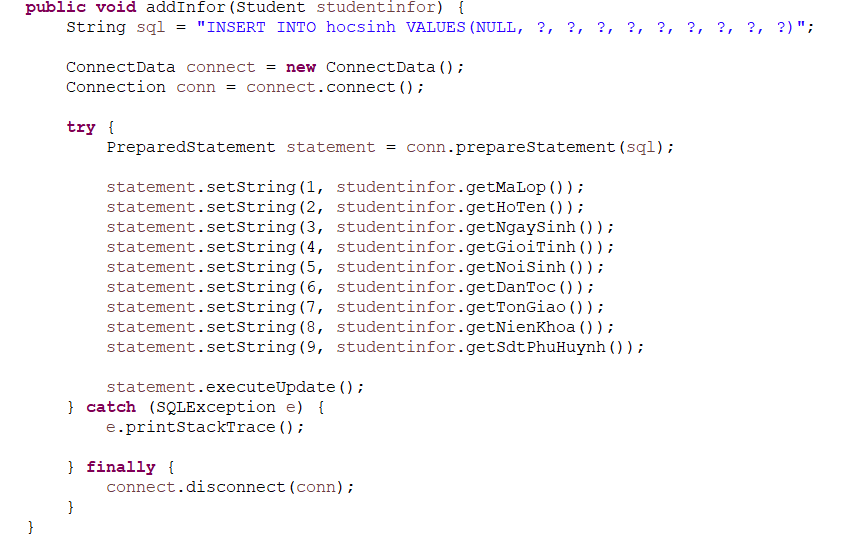 public void addInfor(Student studentinfor) {
String sql = "INSERT INTO hocsinh VALUES(NULL, ?, ?, ?, ?, ?, ?, ?, ?, ?)";
ConnectData connect = new ConnectData();
Connection conn = connect.connect();
try {
PreparedStatement statement = conn.prepareStatement(sql);
statement.setString(1, studentinfor.getMaLop());
statement.setString(2, studentinfor.getHoTen());
statement.setString(3, studentinfor.getNgaySinh());
statement.setString(4, studentinfor.getGioiTinh());
statement.setString(5, studentinfor.getNoiSinh());
statement.setString(6, studentinfor.getDanToc());
statement.setString(7, studentinfor.getTonGiao());
statement.setString(8, studentinfor.getNienKhoa());
statement.setString(9, studentinfor.getSdtPhuHuynh());
statement.executeUpdate();
} catch (SQLException e) {
e.printStackTrace();
} finally {
connect.disconnect(conn);
}
}